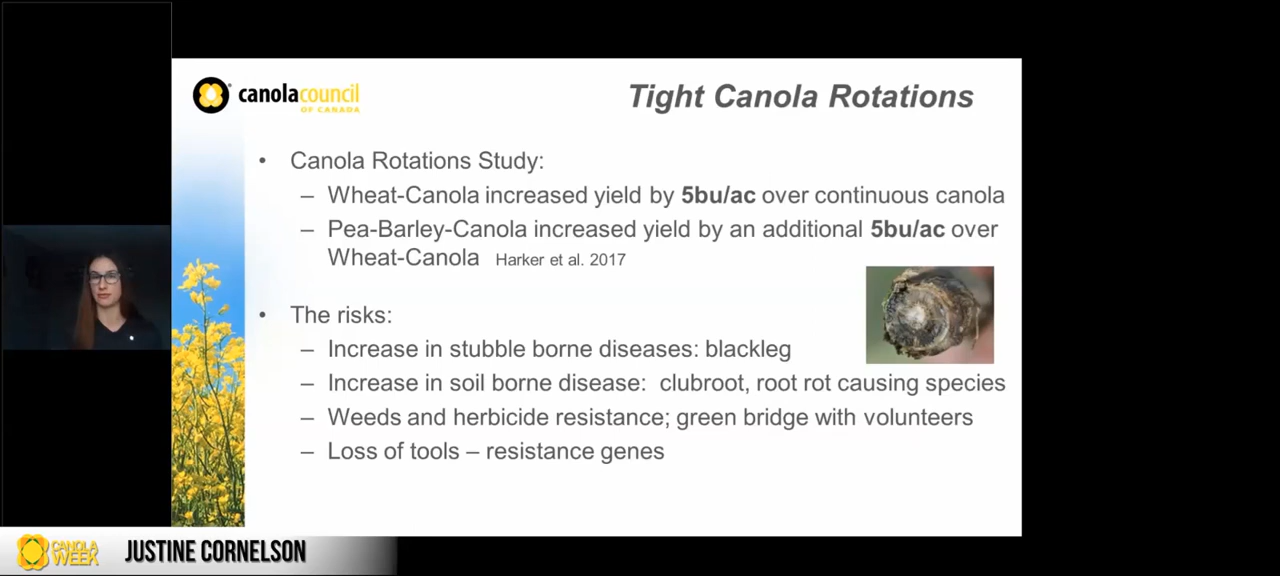 canolacouncil
OF CANADA
Tight Canola Rotations
• Canola Rotations Study:
– Wheat-Canola increased yield by 5bu/ac over continuous canola
– Pea-Barley-Canola increased yield by an additional 5bu/ac over
Wheat-Canola Harker et al. 2017
• The risks:
– Increase in stubble borne diseases: blackleg
– Increase in soil borne disease: clubroot, root rot causing species
– Weeds and herbicide resistance; green bridge with volunteers
– Loss of tools – resistance genes
CANOLA
WEEK
JUSTINE CORNELSON